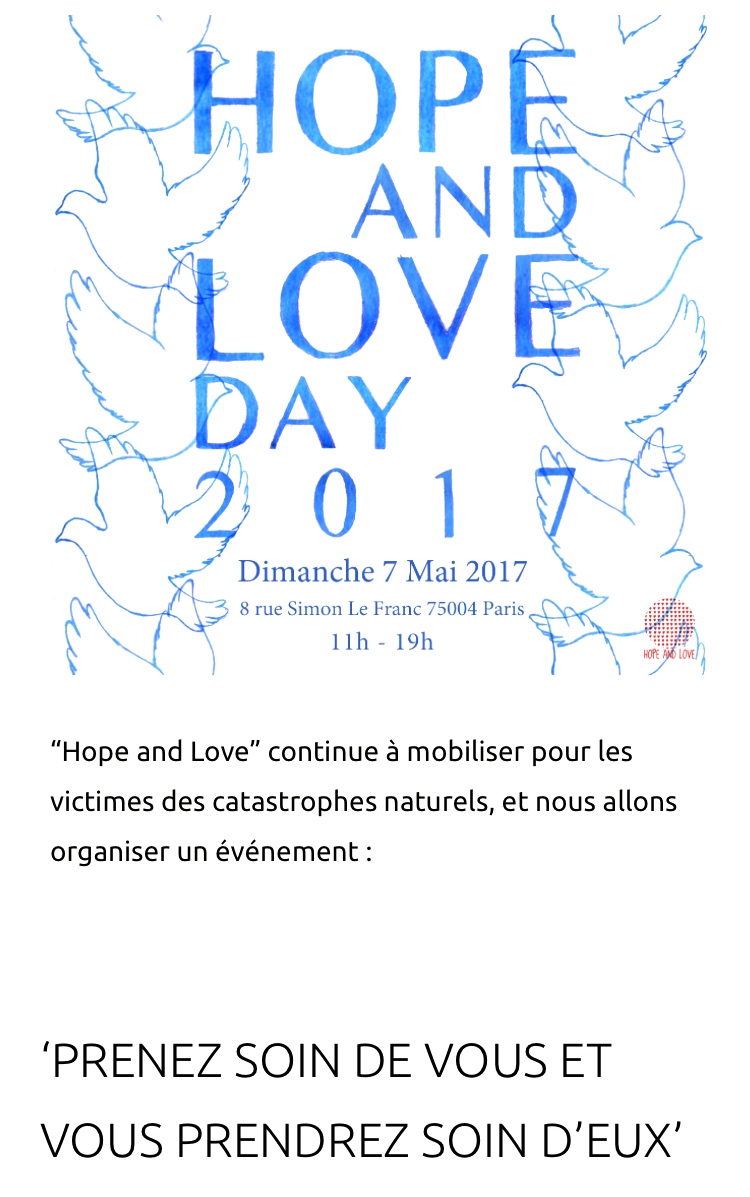 HOPE
AND
LOVE
DAY
2017
Dimanche 7 Mai 2017
8 rue Simon Le Franc 75004 Paris
11h - 19h
HOPE AND LOVE
“Hope and Love” continue à mobiliser pour les
victimes des catastrophes naturels, et nous allons
organiser un événement :
‘PRENEZ SOIN DE VOUS ET
VOUS PRENDREZ SOIN D’EUX’